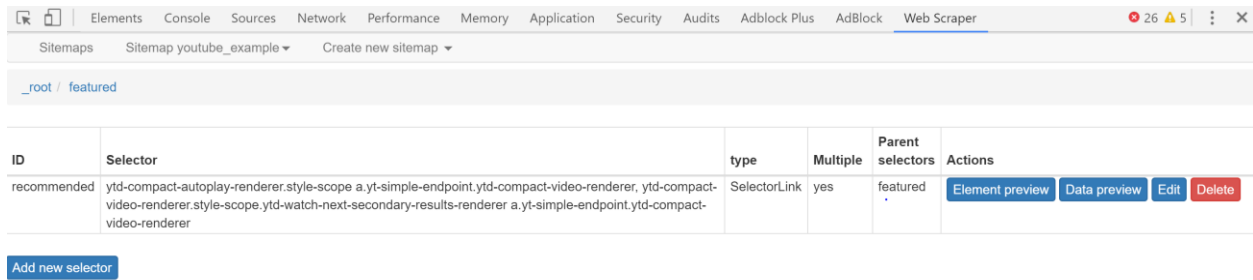 Elements Console Sources Network Performance Memory Application Security Audits Adblock Plus AdBlock Web Scraper 26 5
Sitemaps Sitemap youtube_example Create new sitemap
_root / featured
ID Selector type Multiple Parent selectors Actions
recommended ytd-compact-autoplay-renderer.style-scope a.yt-simple-endpoint.ytd-compact-video-renderer, ytd-compact- SelectorLink yes featured Element preview Data preview Edit Delete
video-renderer.style-scope.ytd-watch-next-secondary-results-renderer a.yt-simple-endpoint.ytd-compact-
video-renderer
Add new selector